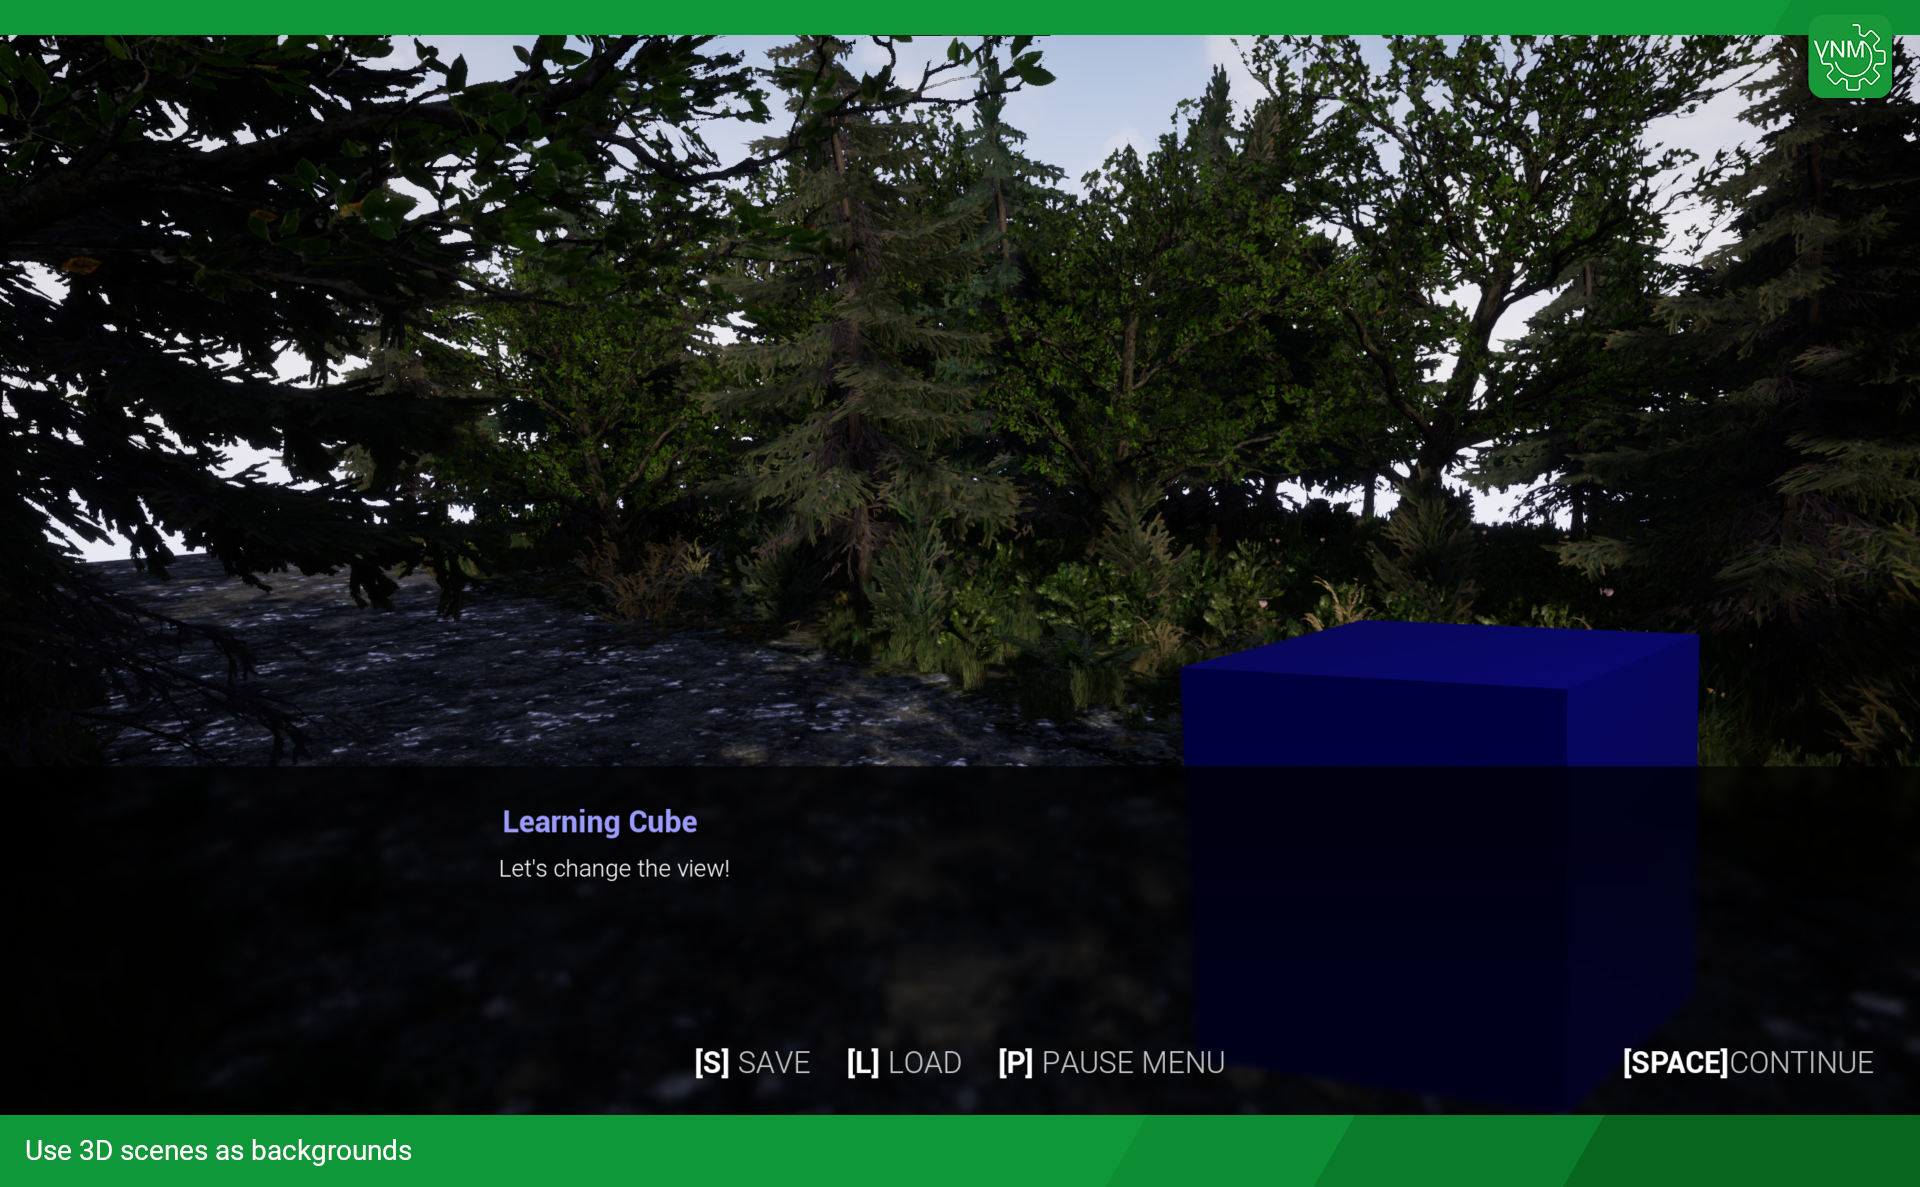 VNM
Learning Cube
Let's change the view!
[S] SAVE [L] LOAD [P] PAUSE MENU [SPACE]CONTINUE
Use 3D scenes as backgrounds